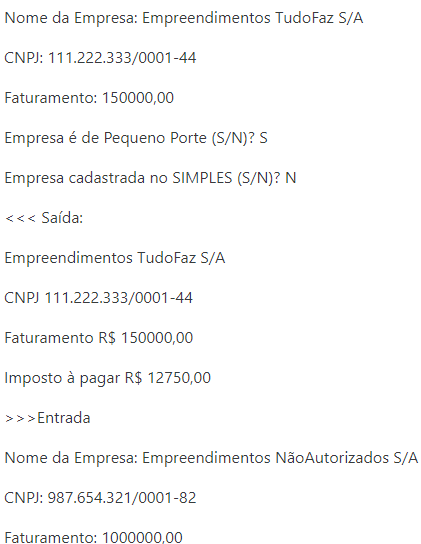 Nome da Empresa: Empreendimentos TudoFaz S/A
CNPJ: 111.222.333/0001-44
Faturamento: 150000,00
Empresa é de Pequeno Porte (S/N)? S
Empresa cadastrada no SIMPLES (S/N)? N
<<< Saída:
Empreendimentos TudoFaz S/A
CNPJ 111.222.333/0001-44
Faturamento R$ 150000,00
Imposto à pagar R$ 12750,00
>>>Entrada
Nome da Empresa: Empreendimentos NãoAutorizados S/A
CNPJ: 987.654.321/0001-82
Faturamento: 1000000,00